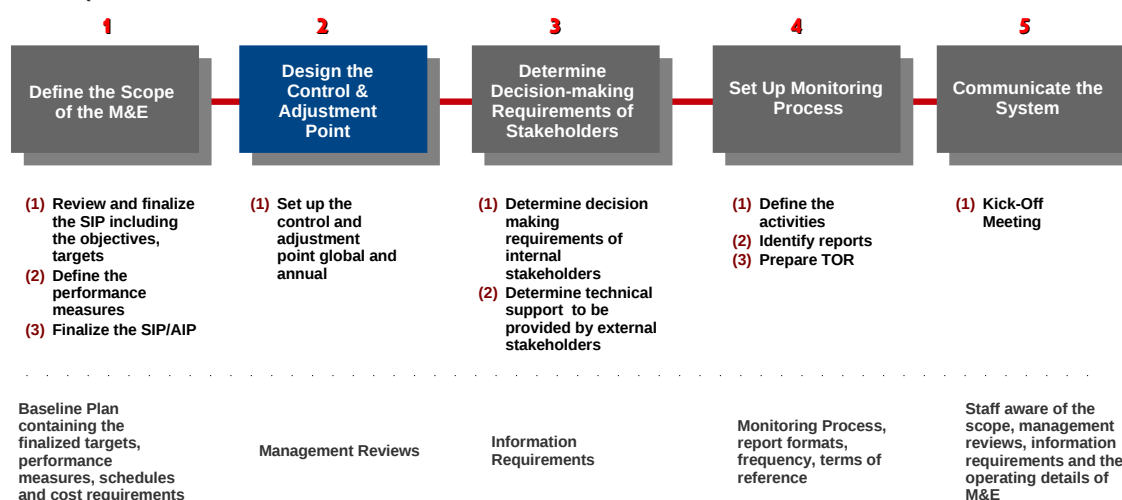 1
2
3
4
5
Define the Scope
of the M&E
Design the
Control &
Adjustment
Point
Determine
Decision-making
Requirements of
Stakeholders
Set Up Monitoring
Process
Communicate the
System
(1) Review and finalize
the SIP including
the objectives,
targets
(2) Define the
performance
measures
(3) Finalize the SIP/AIP
(1) Set up the
control and
adjustment
point global and
annual
(1) Determine decision
making
requirements of
internal
stakeholders
(2) Determine technical
support to be
provided by external
stakeholders
(1) Define the
activities
(2) Identify reports
(3) Prepare TOR
(1) Kick-Off
Meeting
Baseline Plan
containing the
finalized targets,
performance
measures, schedules
and cost requirements
Management Reviews
Information
Requirements
Monitoring Process,
report formats,
frequency, terms of
reference
Staff aware of the
scope, management
reviews, information
requirements and the
operating details of
M&E